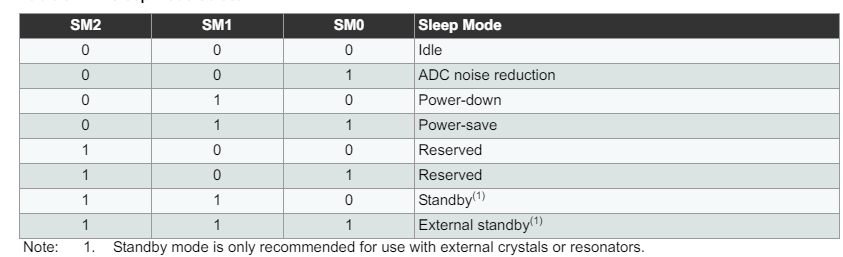 SM2 SM1 SM0 Sleep Mode
0 0 0 Idle
0 0 1 ADC noise reduction
0 1 0 Power-down
0 1 1 Power-save
1 0 0 Reserved
1 0 1 Reserved
1 1 0 Standby(1)
1 1 1 External standby(1)
Note: 1. Standby mode is only recommended for use with external crystals or resonators.